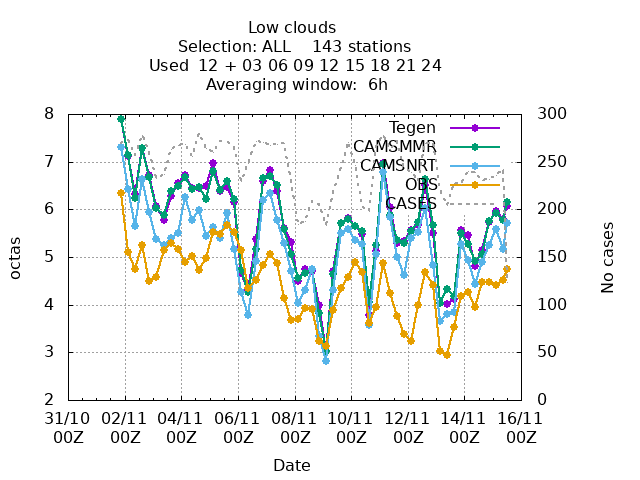 Low clouds
Selection: ALL    143 stations
Used  12 + 03 06 09 12 15 18 21 24
Averaging window:  6h
8 300
Tegen
CAMSMMR
7 CAMSNRT 250
OBS
CASES
6 200
octas
No cases
5 150
4 100
3 50
2 0
31/10 02/11 04/11 06/11 08/11 10/11 12/11 14/11 16/11
00Z 00Z 00Z 00Z 00Z 00Z 00Z 00Z 00Z
Date